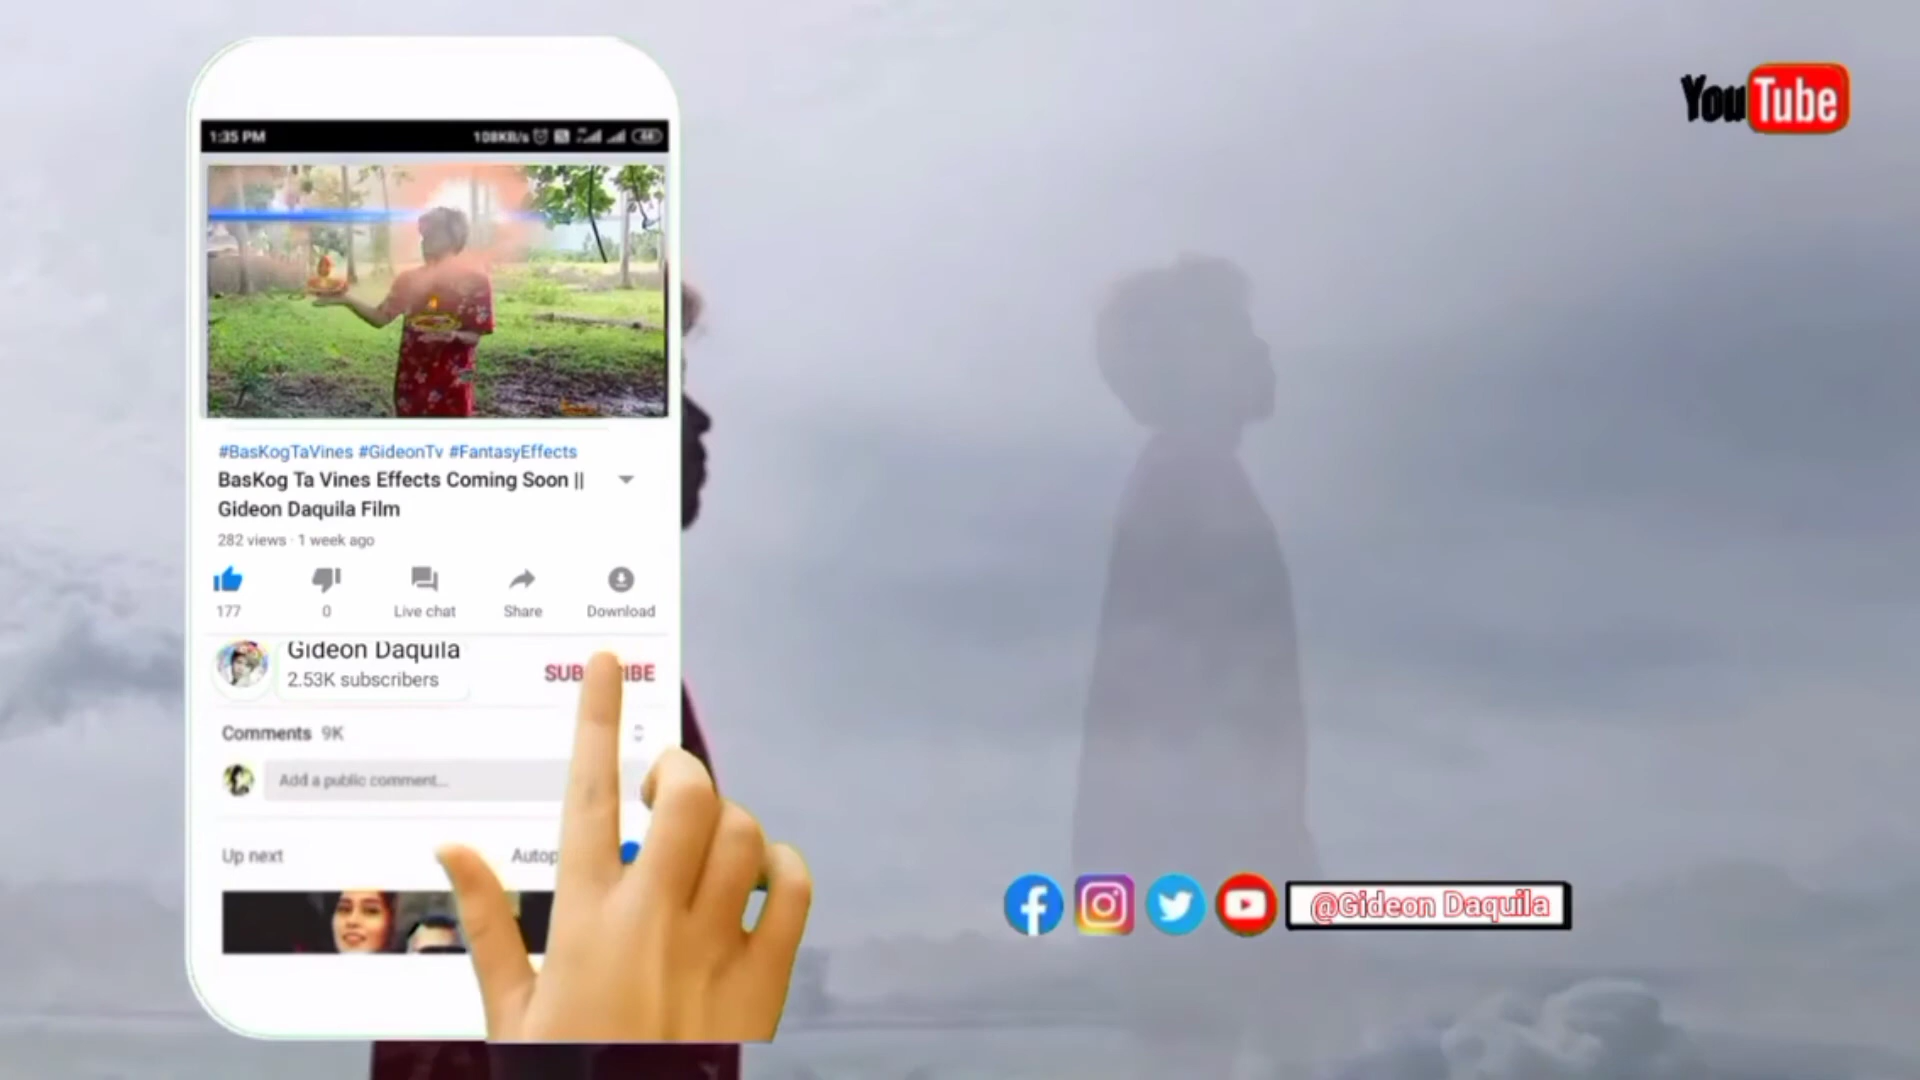 YouTube
1:35 PM 108KB/s
#BasKogTaVines #GideonTv #FantasyEffects
BasKog Ta Vines Effects Coming Soon ||
Gideon Daquila Film
282 views · 1 week ago
177 0 Live chat Share Download
Gideon Daquila
SUBSCRIBE
2.53K subscribers
Comments 9K
Add a public comment...
Up next Autop
@Gideon Daquila